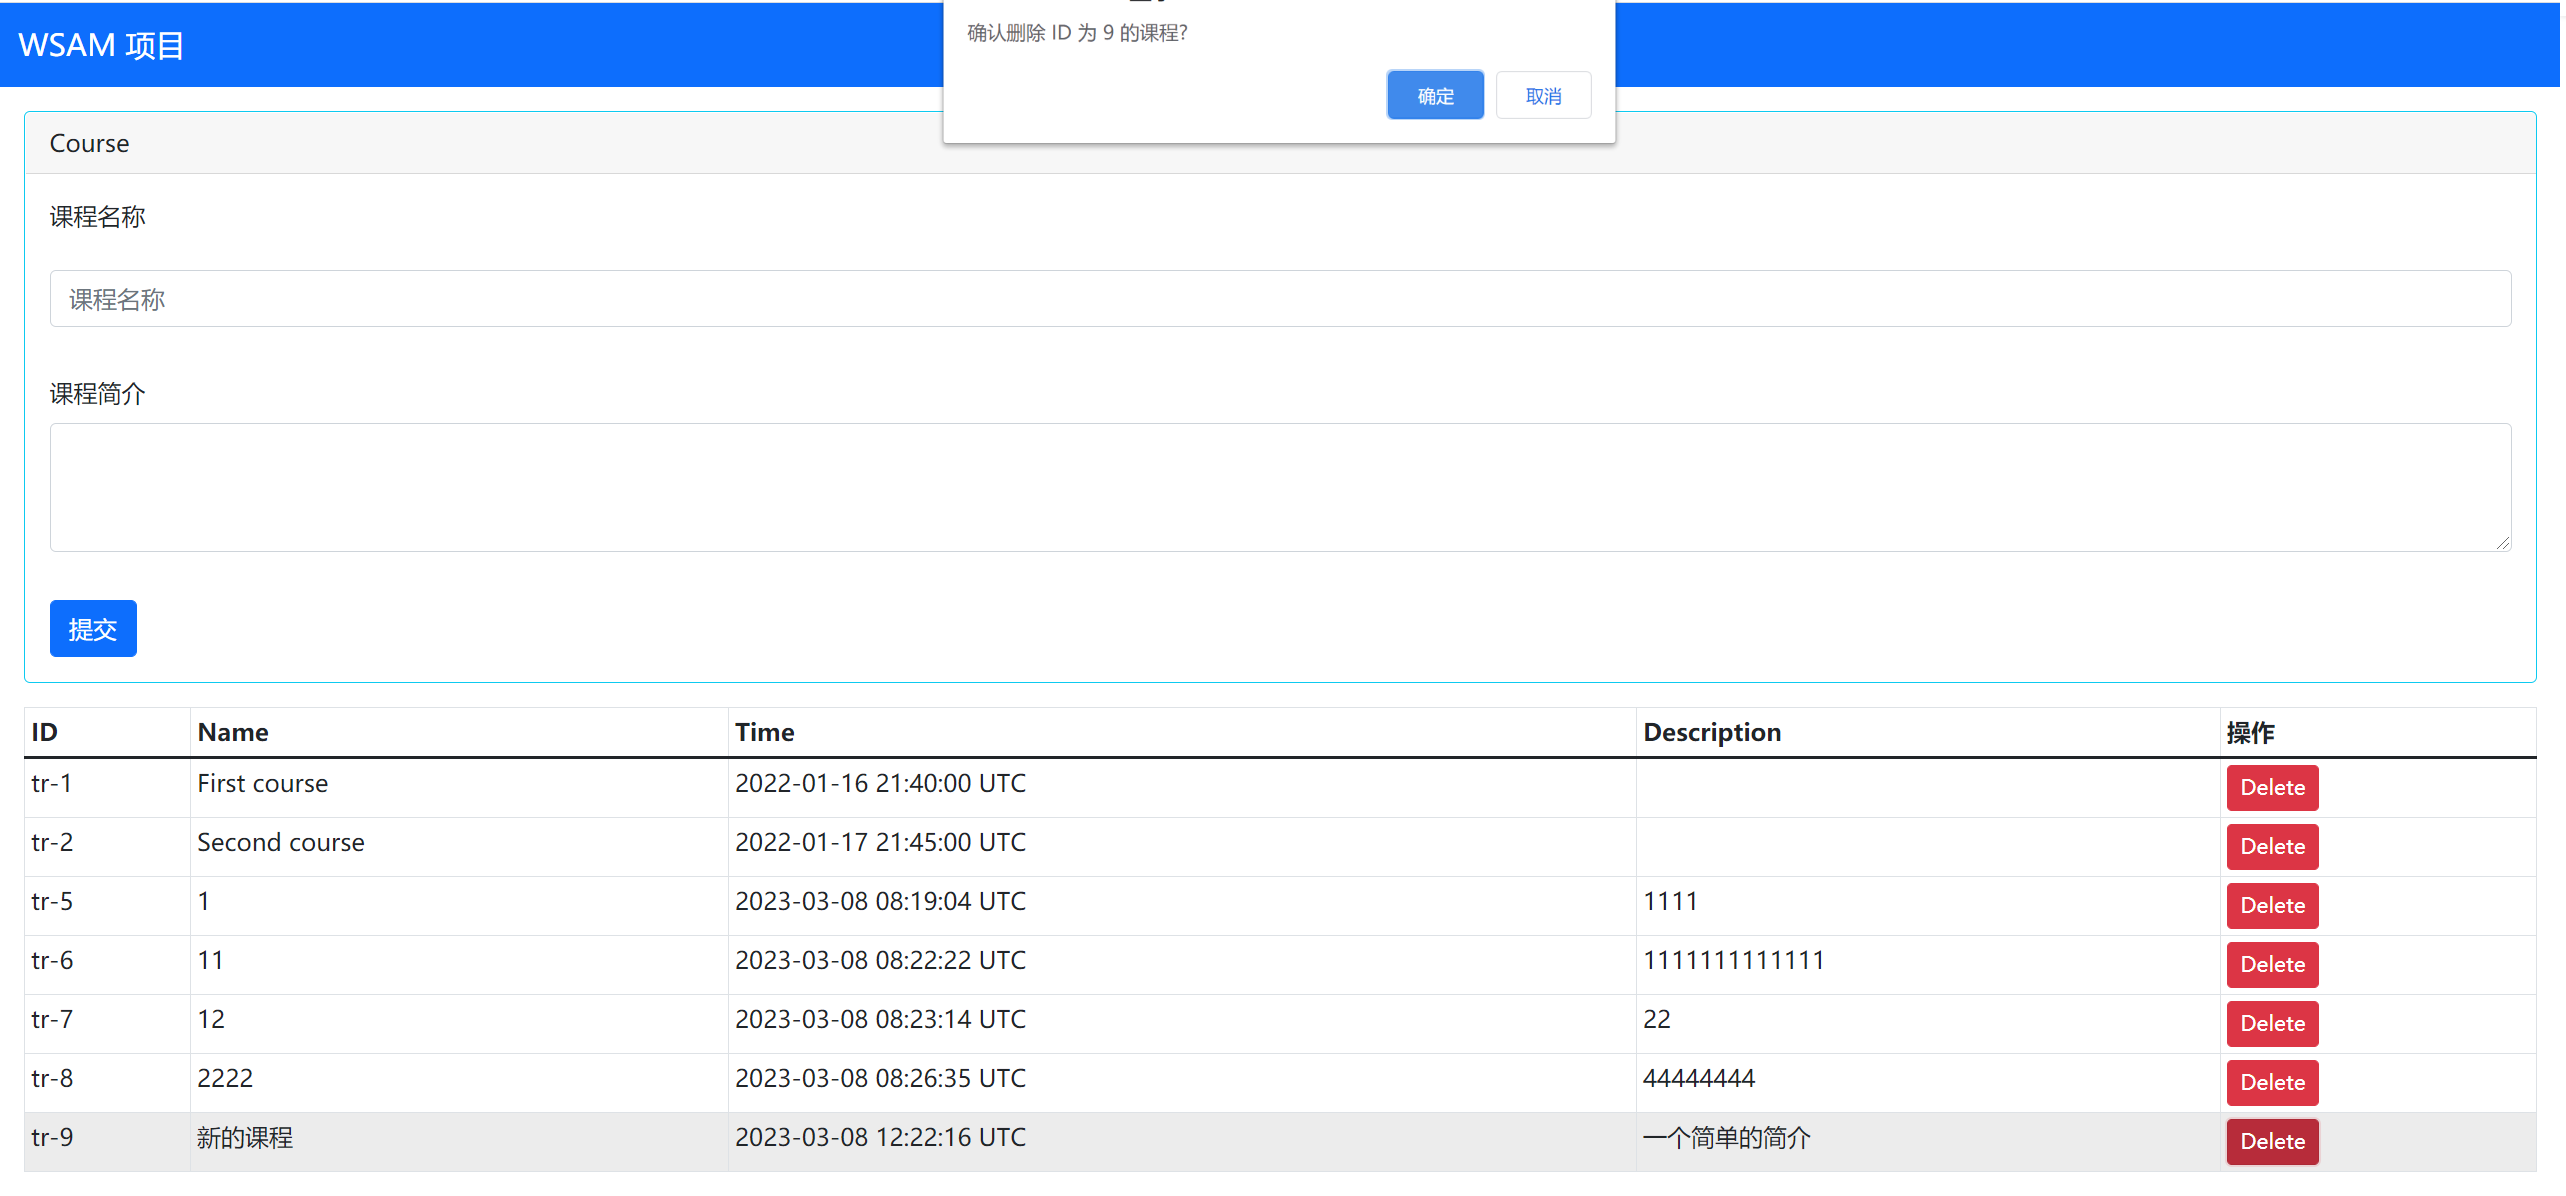 WSAM 项目
确认删除 ID 为 9 的课程?
确定 取消
Course
课程名称
课程名称
课程简介
提交
ID Name Time Description 操作
tr-1 First course 2022-01-16 21:40:00 UTC Delete
tr-2 Second course 2022-01-17 21:45:00 UTC Delete
tr-5 1 2023-03-08 08:19:04 UTC 1111 Delete
tr-6 11 2023-03-08 08:22:22 UTC 1111111111111 Delete
tr-7 12 2023-03-08 08:23:14 UTC 22 Delete
tr-8 2222 2023-03-08 08:26:35 UTC 44444444 Delete
tr-9 新的课程 2023-03-08 12:22:16 UTC 一个简单的简介 Delete